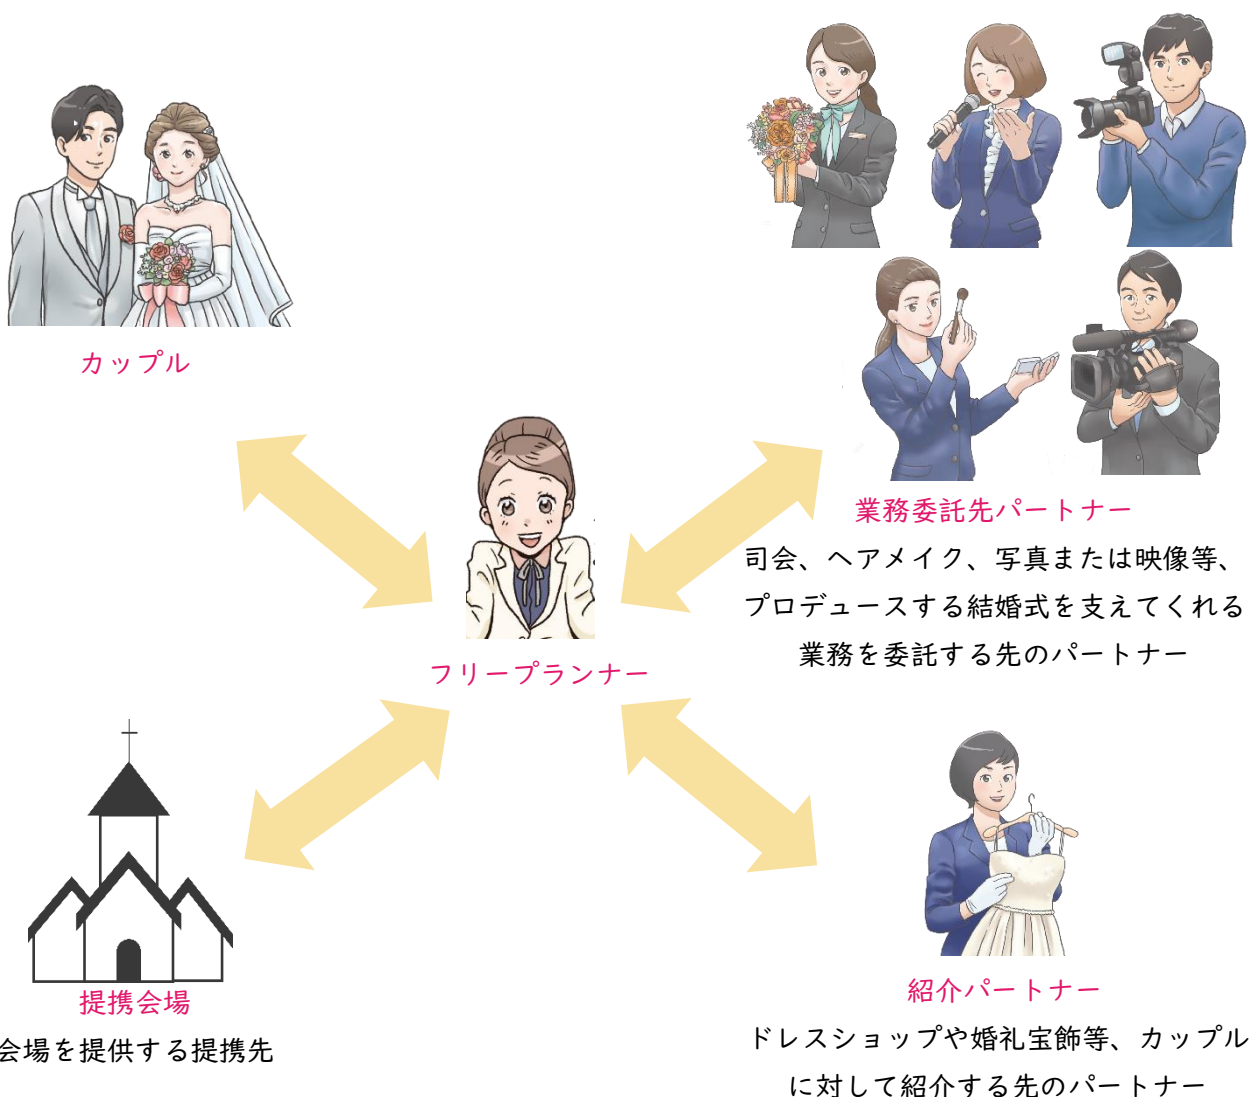 カップル
業務委託先パートナー
司会、ヘアメイク、写真または映像等、
プロデュースする結婚式を支えてくれる
業務を委託する先のパートナー
フリープランナー
提携会場
会場を提供する提携先
紹介パートナー
ドレスショップや婚礼宝飾等、カップル
に対して紹介する先のパートナー